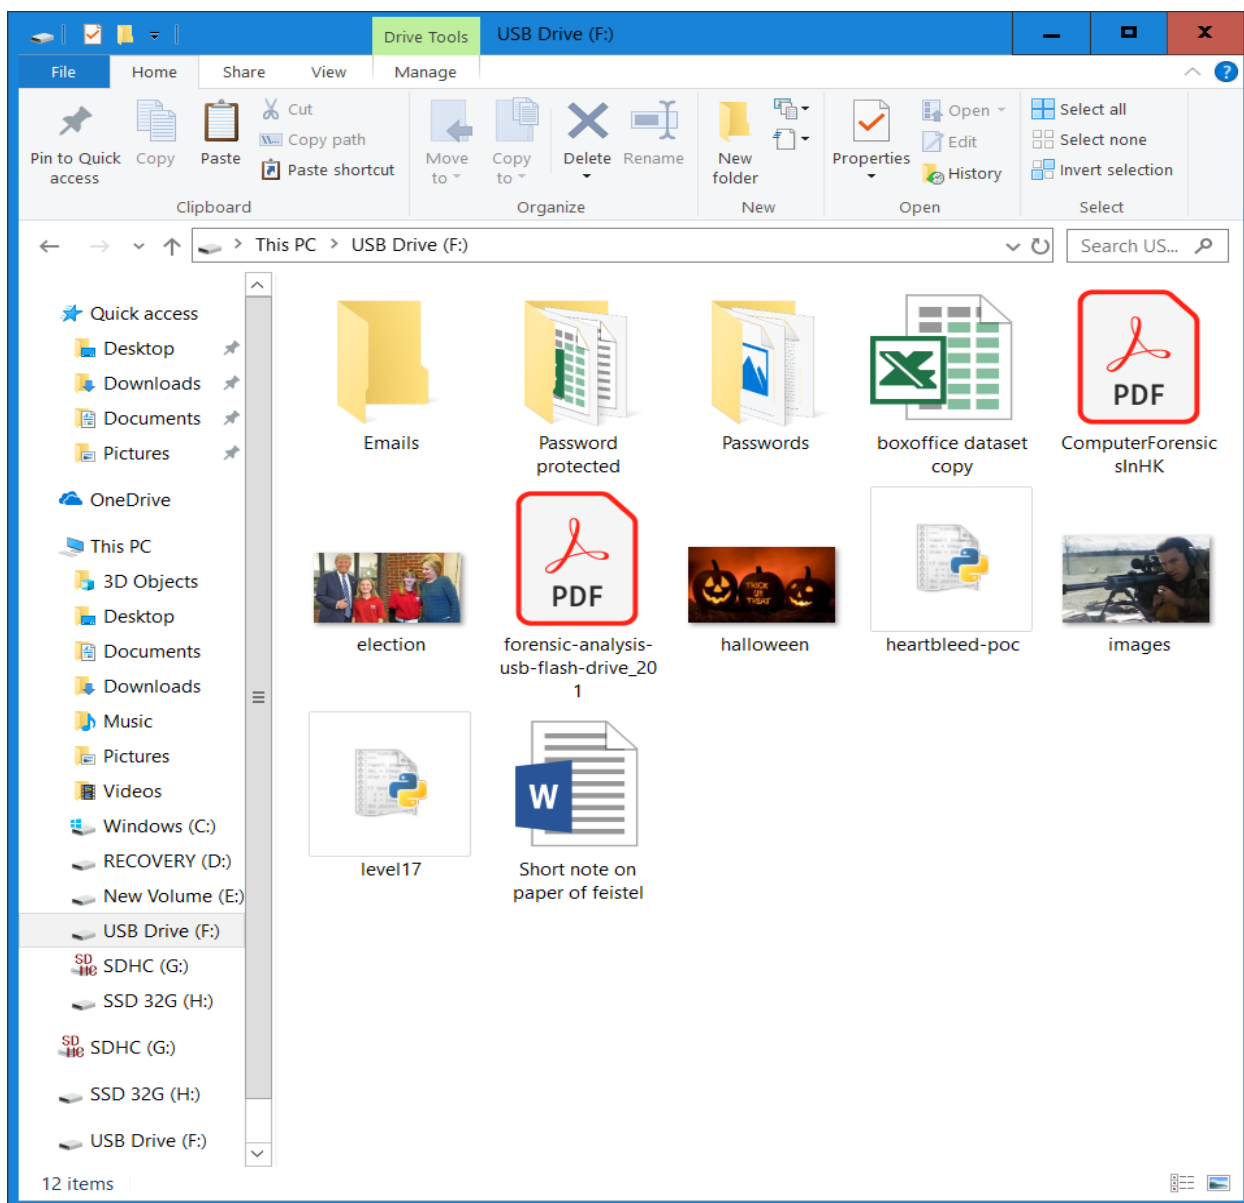 Drive Tools
USB Drive (F:)
File
Home
Share
View
Manage
Pin to Quick
access
Copy
Paste
Cut
Copy path
Paste shortcut
Clipboard
Move
to
Copy
to
Delete
Rename
Organize
New
folder
New
Properties
Open
Edit
History
Open
Select all
Select none
Invert selection
Select
This PC > USB Drive (F:)
Search US...
Quick access
Desktop
Downloads
Documents
Pictures
OneDrive
This PC
3D Objects
Desktop
Documents
Downloads
Music
Pictures
Videos
Windows (C:)
RECOVERY (D:)
New Volume (E:)
USB Drive (F:)
SDHC (G:)
SSD 32G (H:)
SDHC (G:)
SSD 32G (H:)
USB Drive (F:)
Emails
Password
protected
Passwords
boxoffice dataset
copy
PDF
ComputerForensic
sInHK
election
PDF
forensic-analysis-
usb-flash-drive_20
1
TRICK
OR
TREAT
halloween
heartbleed-poc
images
level17
W
Short note on
paper of feistel
12 items